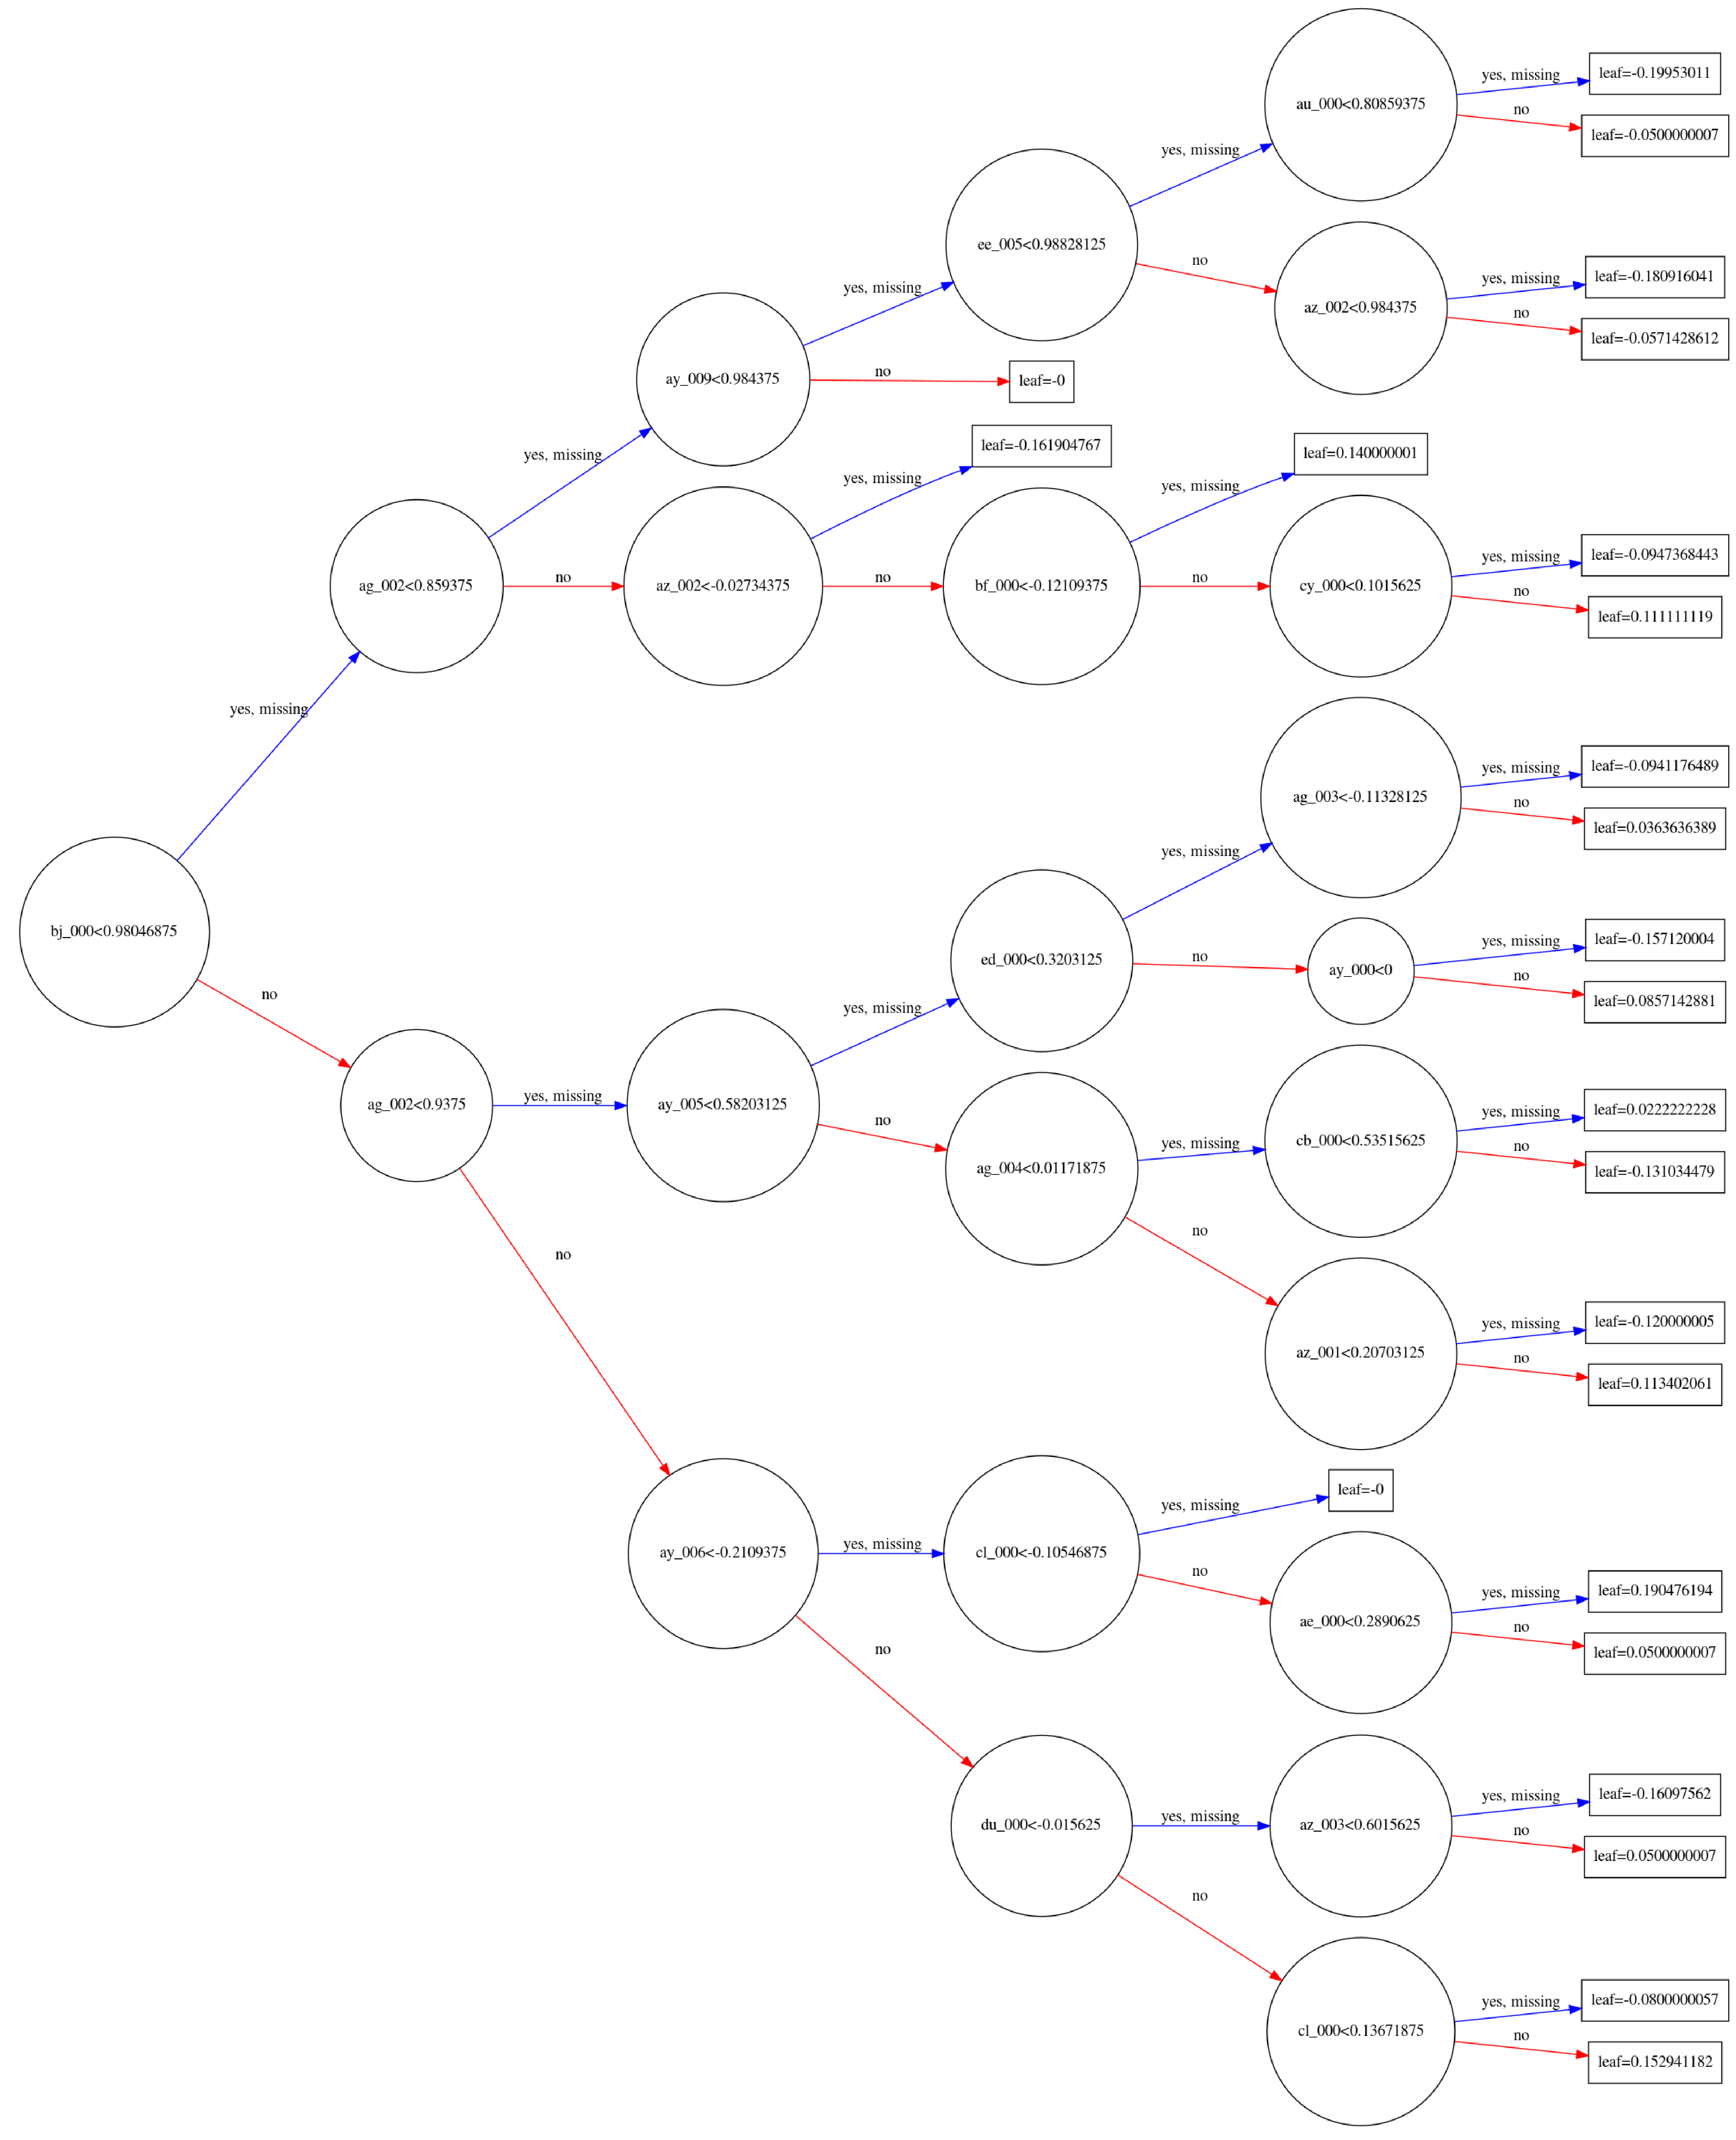 bj_000<0.98046875
yes, missing
no
ag_002<0.859375
yes, missing
no
ay_009<0.984375
yes, missing
no
ee_005<0.98828125
yes, missing
no
au_000<0.80859375
yes, missing
no
leaf=-0.19953011
leaf=-0.0500000007
az_002<0.984375
yes, missing
no
leaf=-0.180916041
leaf=-0.0571428612
leaf=-0
az_002<-0.02734375
yes, missing
no
leaf=-0.161904767
bf_000<-0.12109375
yes, missing
no
leaf=0.140000001
cy_000<0.1015625
yes, missing
no
leaf=-0.0947368443
leaf=0.111111119
ag_002<0.9375
yes, missing
no
ay_005<0.58203125
yes, missing
no
ed_000<0.3203125
yes, missing
no
ag_003<-0.11328125
yes, missing
no
leaf=-0.0941176489
leaf=0.0363636389
ay_000<0
yes, missing
no
leaf=-0.157120004
leaf=0.0857142881
ag_004<0.01171875
yes, missing
no
cb_000<0.53515625
yes, missing
no
leaf=0.0222222228
leaf=-0.131034479
az_001<0.20703125
yes, missing
no
leaf=-0.120000005
leaf=0.113402061
ay_006<-0.2109375
yes, missing
no
cl_000<-0.10546875
yes, missing
no
leaf=-0
ae_000<0.2890625
yes, missing
no
leaf=0.190476194
leaf=0.0500000007
du_000<-0.015625
yes, missing
no
az_003<0.6015625
yes, missing
no
leaf=-0.16097562
leaf=0.0500000007
cl_000<0.13671875
yes, missing
no
leaf=-0.0800000057
leaf=0.152941182